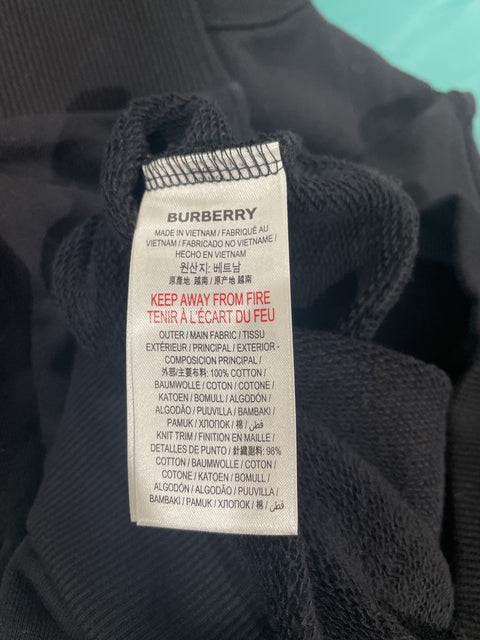 BURBERRY
MADE IN VIETNAM / FABRIQUÉ AU
VIETNAM / FABRICADO NO VIETNAME /
HECHO EN VIETNAM
원산지: 베트남
原產地 越南 / 原产地 越南
KEEP AWAY FROM FIRE
TENIR À L'ÉCART DU FEU
OUTER / MAIN FABRIC / TISSU
EXTÉRIEUR / PRINCIPAL / EXTERIOR -
COMPOSICION PRINCIPAL /
外部/主要布料: 100% COTTON /
BAUMWOLLE / COTON / COTONE /
KATOEN / BOMULL / ALGODÓN /
ALGODÃO / PUUVILLA / BAMBAKI /
PAMUK / ХЛОПОК / 棉 / قطن
KNIT TRIM / FINITION EN MAILLE /
DETALLES DE PUNTO / 針織副料: 98%
COTTON / BAUMWOLLE / COTON /
COTONE / KATOEN / BOMULL /
ALGODÓN / ALGODÃO / PUUVILLA /
BAMBAKI / PAMUK / ХЛОПОК / 棉 / قطن